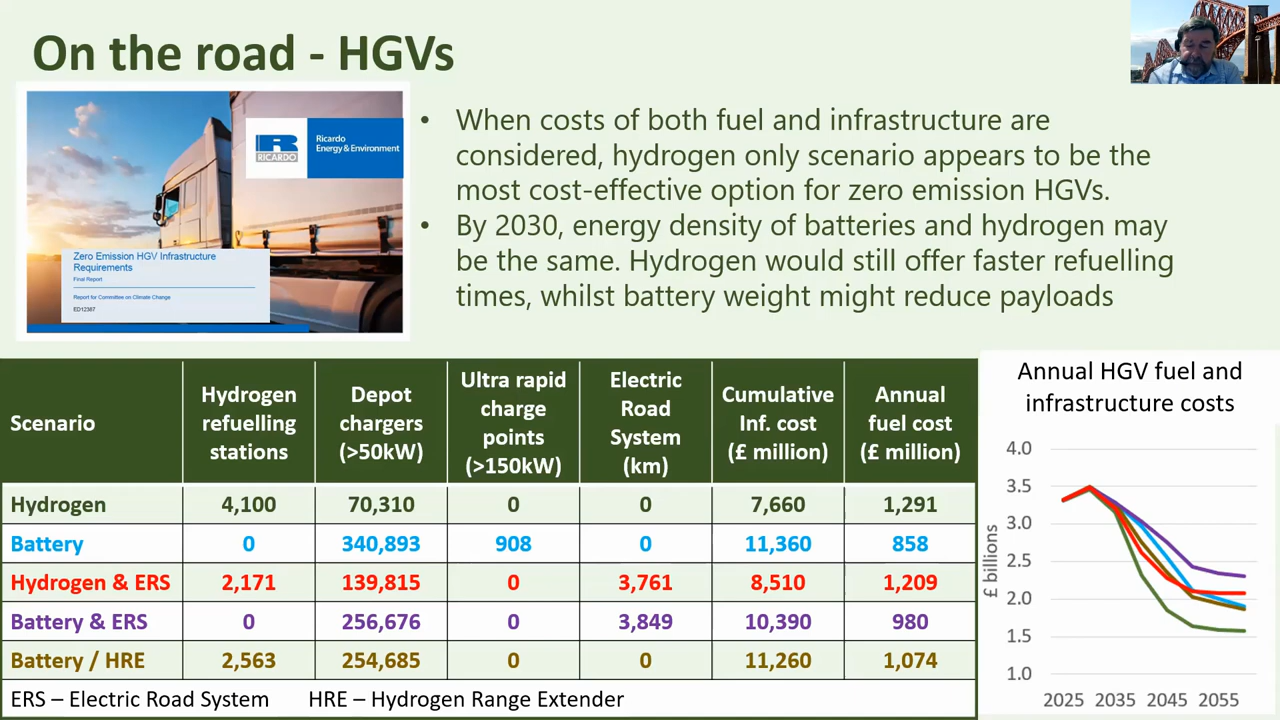 On the road - HGVs
RICARDO
Ricardo
Energy & Environment
Zero Emission HGV Infrastructure
Requirements
Final Report
Report for Committee on Climate Change
ED12387
• When costs of both fuel and infrastructure are
considered, hydrogen only scenario appears to be the
most cost-effective option for zero emission HGVs.
• By 2030, energy density of batteries and hydrogen may
be the same. Hydrogen would still offer faster refuelling
times, whilst battery weight might reduce payloads
Scenario Hydrogen refuelling stations Depot chargers (>50kW) Ultra rapid charge points (>150kW) Electric Road System (km) Cumulative Inf. cost (£ million) Annual fuel cost (£ million)
Hydrogen 4,100 70,310 0 0 7,660 1,291
Battery 0 340,893 908 0 11,360 858
Hydrogen & ERS 2,171 139,815 0 3,761 8,510 1,209
Battery & ERS 0 256,676 0 3,849 10,390 980
Battery / HRE 2,563 254,685 0 0 11,260 1,074
ERS – Electric Road System HRE – Hydrogen Range Extender
Annual HGV fuel and
infrastructure costs
£ billions
4.0
3.5
3.0
2.5
2.0
1.5
1.0
2025 2035 2045 2055